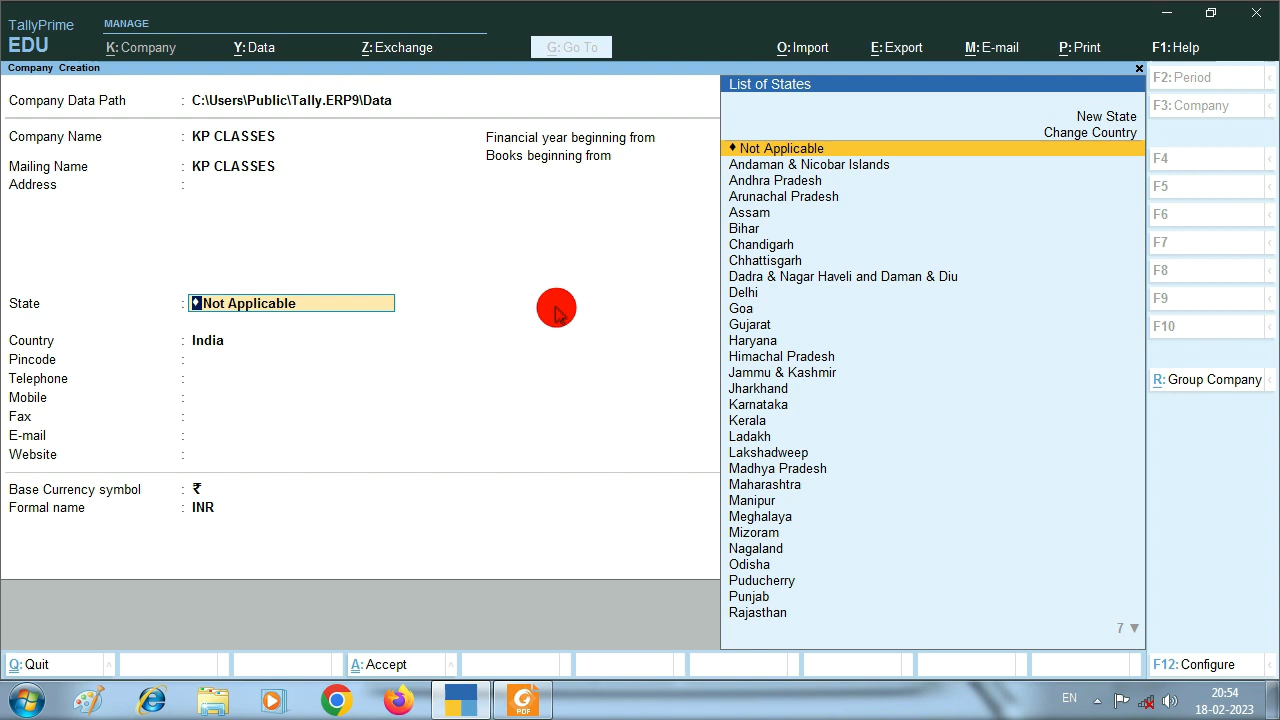 TallyPrime
EDU
MANAGE
K: Company
Y: Data
Z: Exchange
G: Go To
O: Import
E: Export
M: E-mail
P: Print
F1: Help
Company Creation
Company Data Path : C:\Users\Public\Tally.ERP9\Data
Company Name : KP CLASSES
Mailing Name : KP CLASSES
Address :
Financial year beginning from
Books beginning from
State : ♦ Not Applicable
Country : India
Pincode :
Telephone :
Mobile :
Fax :
E-mail :
Website :
Base Currency symbol : ₹
Formal name : INR
List of States
New State
Change Country
♦ Not Applicable
Andaman & Nicobar Islands
Andhra Pradesh
Arunachal Pradesh
Assam
Bihar
Chandigarh
Chhattisgarh
Dadra & Nagar Haveli and Daman & Diu
Delhi
Goa
Gujarat
Haryana
Himachal Pradesh
Jammu & Kashmir
Jharkhand
Karnataka
Kerala
Ladakh
Lakshadweep
Madhya Pradesh
Maharashtra
Manipur
Meghalaya
Mizoram
Nagaland
Odisha
Puducherry
Punjab
Rajasthan
7 ▼
F2: Period
F3: Company
F4
F5
F6
F7
F8
F9
F10
R: Group Company
F12: Configure
Q: Quit
A: Accept
PDF
EN
20:54
18-02-2023